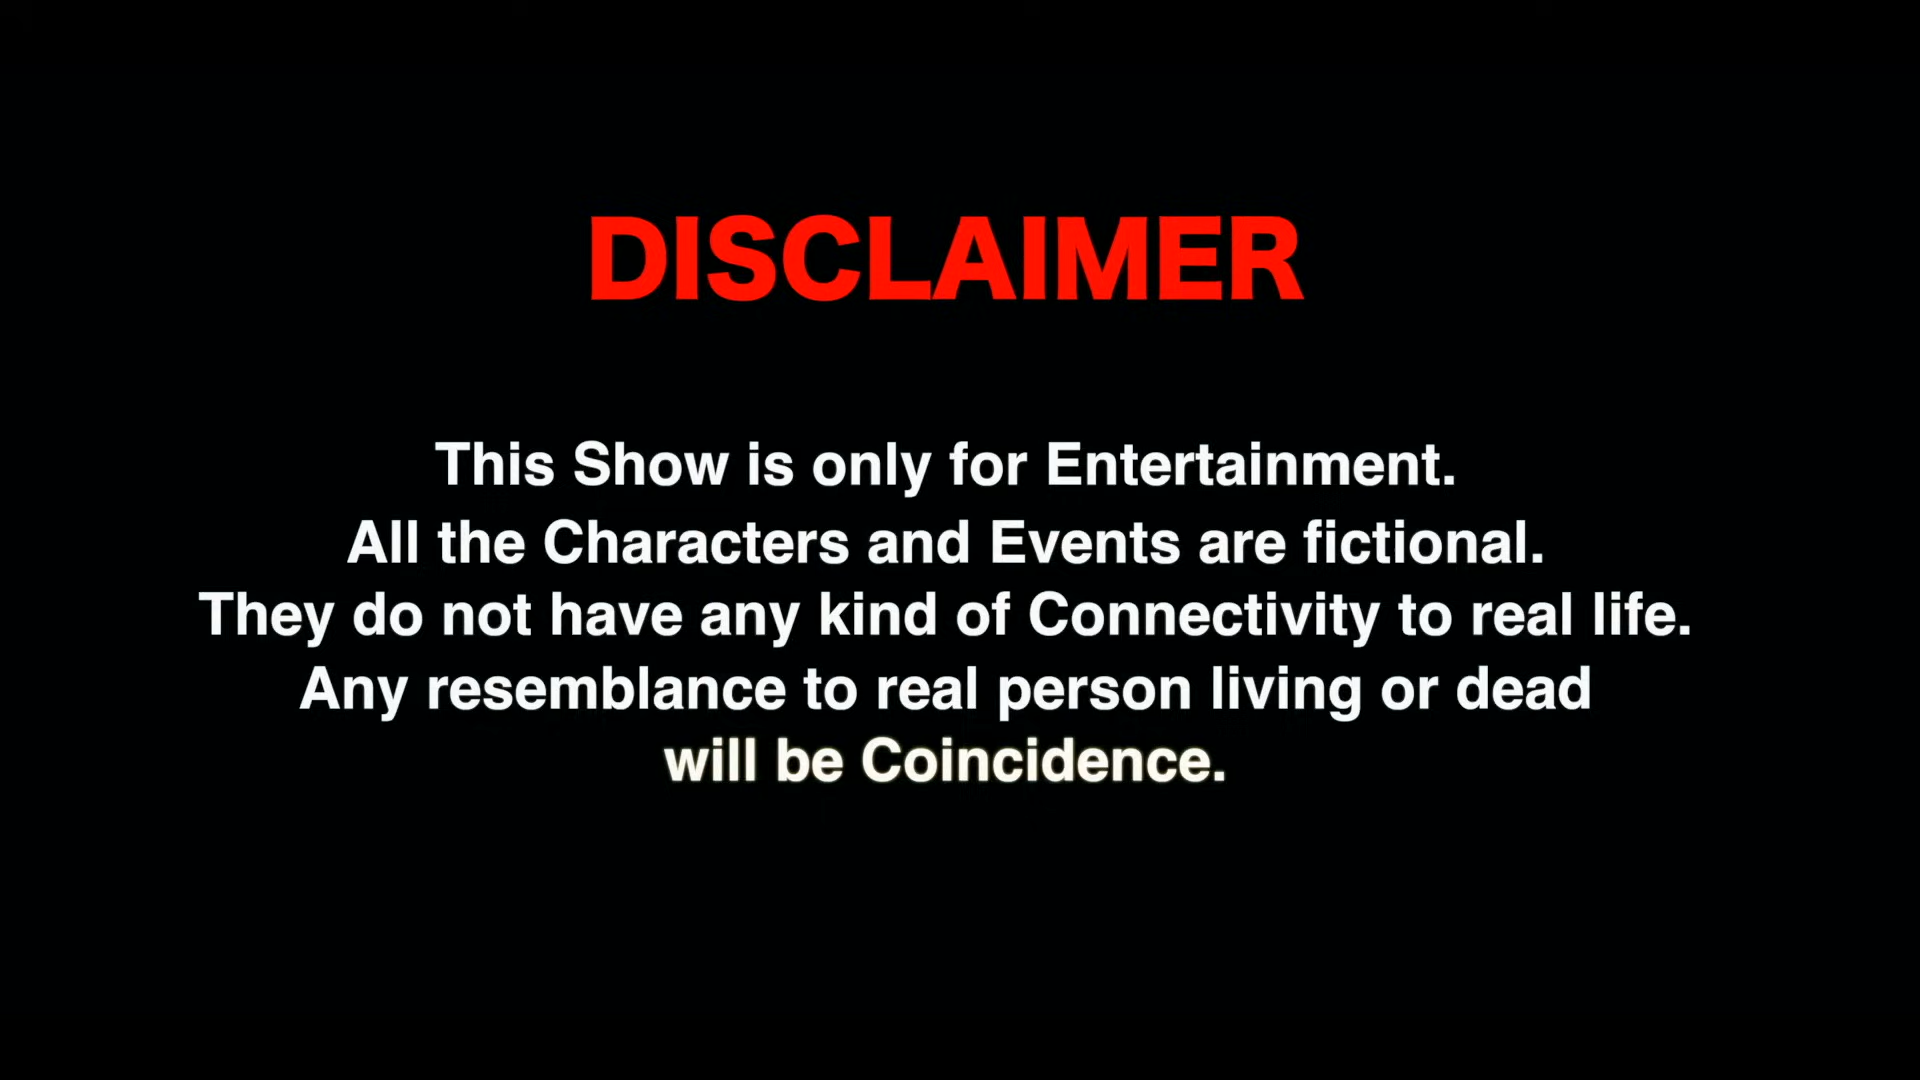 DISCLAIMER
This Show is only for Entertainment.
All the Characters and Events are fictional.
They do not have any kind of Connectivity to real life.
Any resemblance to real person living or dead
will be Coincidence.